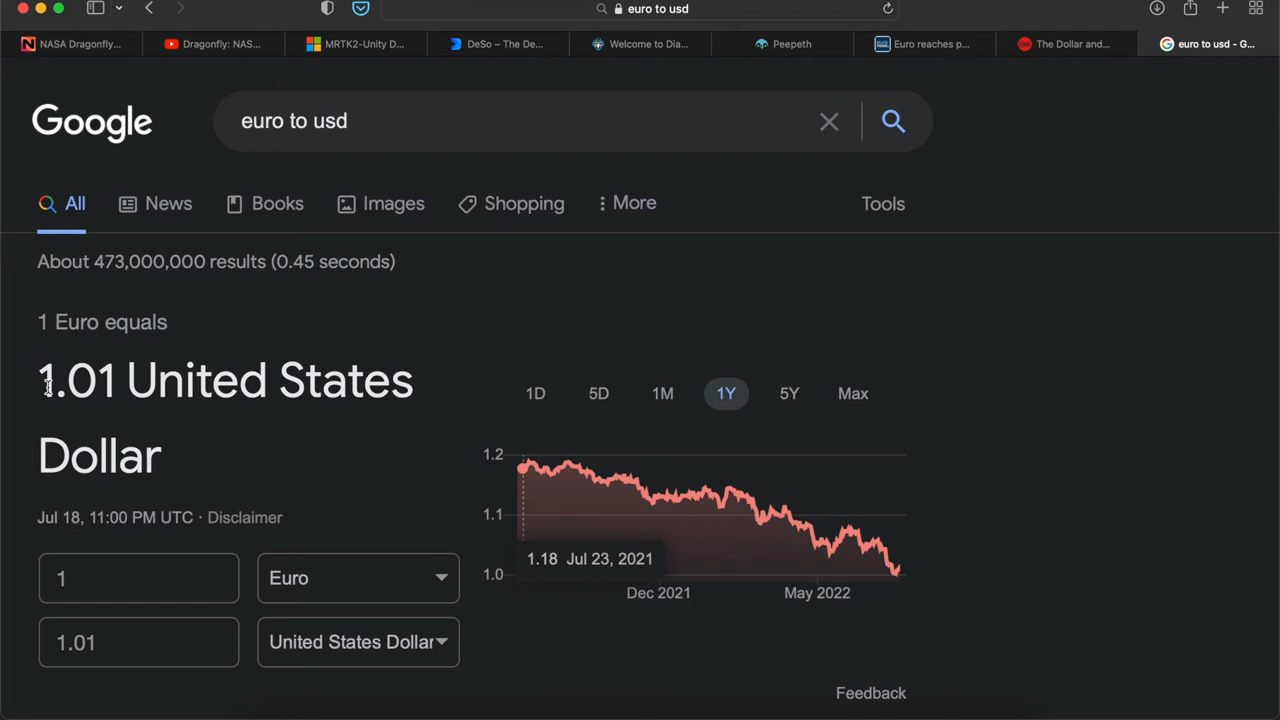 euro to usd
NASA Dragonfly...
Dragonfly: NAS...
MRTK2-Unity D...
DeSo – The De...
Welcome to Dia...
Peepeth
Euro reaches p...
The Dollar and...
euro to usd - G...
Google
euro to usd
All
News
Books
Images
Shopping
More
Tools
About 473,000,000 results (0.45 seconds)
1 Euro equals
1.01 United States
Dollar
Jul 18, 11:00 PM UTC · Disclaimer
1
Euro
1.01
United States Dollar
1D
5D
1M
1Y
5Y
Max
1.2
1.1
1.0
1.18 Jul 23, 2021
Dec 2021
May 2022
Feedback